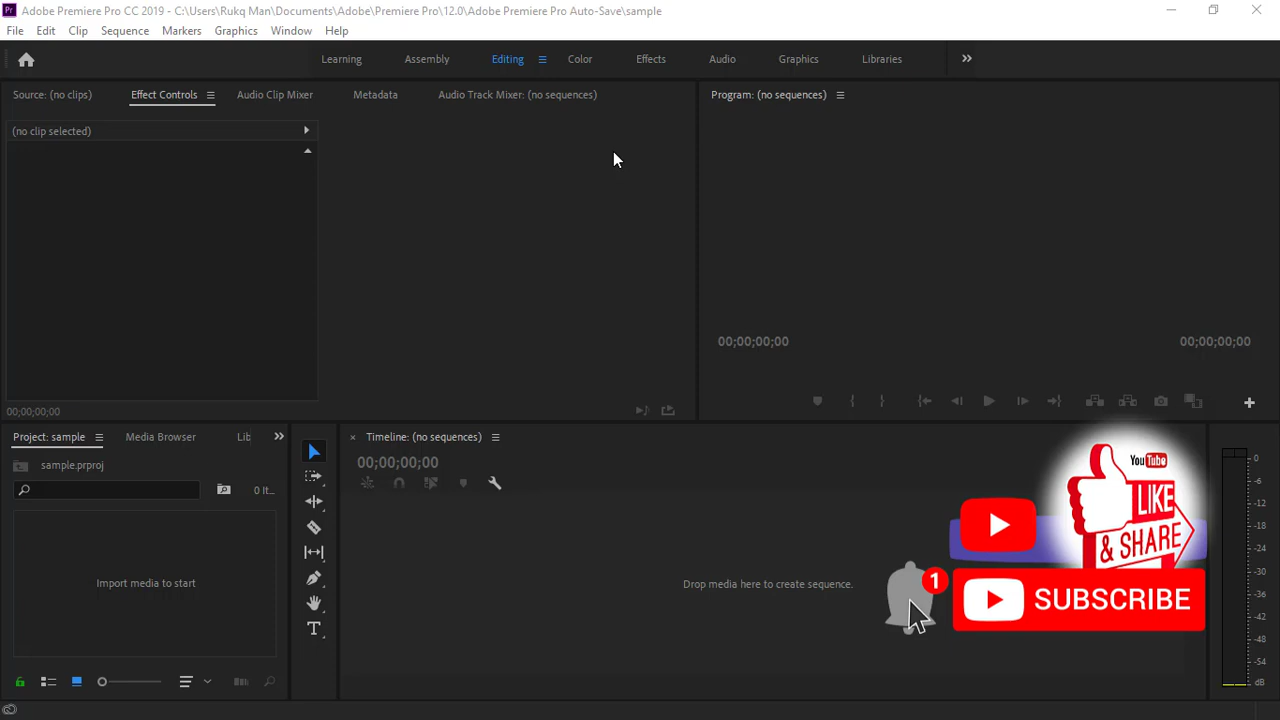 Adobe Premiere Pro CC 2019 - C:\Users\Rukq Man\Documents\Adobe\Premiere Pro\12.0\Adobe Premiere Pro Auto-Save\sample
File Edit Clip Sequence Markers Graphics Window Help
Learning Assembly Editing Color Effects Audio Graphics Libraries
Source: (no clips) Effect Controls Audio Clip Mixer Metadata Audio Track Mixer: (no sequences)
Program: (no sequences)
(no clip selected)
00;00;00;00 00;00;00;00
00;00;00;00
Project: sample Media Browser Lib
Timeline: (no sequences)
sample.prproj
00;00;00;00
0 It...
Import media to start
Drop media here to create sequence.
YouTube
LIKE
& SHARE
1
SUBSCRIBE
0
-6
-12
-18
-24
-30
-36
-42
-48
-54
dB